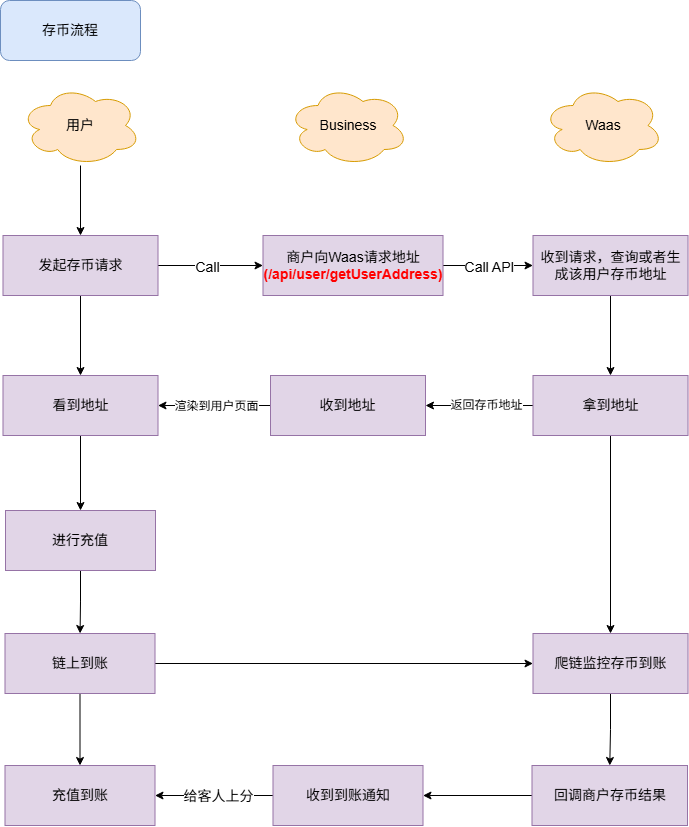 存币流程
用户
Business
Waas
发起存币请求
Call
商户向Waas请求地址
(/api/user/getUserAddress)
Call API
收到请求，查询或者生
成该用户存币地址
看到地址
渲染到用户页面
收到地址
返回存币地址
拿到地址
进行充值
链上到账
爬链监控存币到账
充值到账
给客人上分
收到到账通知
回调商户存币结果